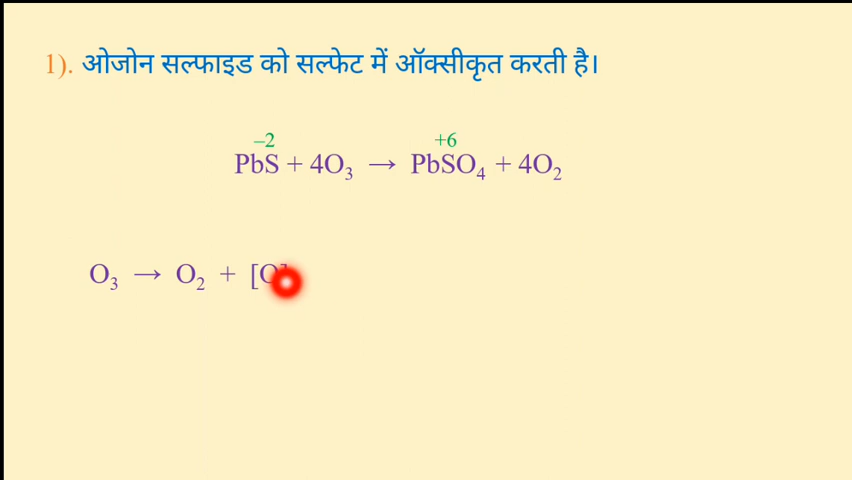 1). ओजोन सल्फाइड को सल्फेट में ऑक्सीकृत करती है।
–2 +6
PbS + 4O₃ → PbSO₄ + 4O₂
O₃ → O₂ + [O]